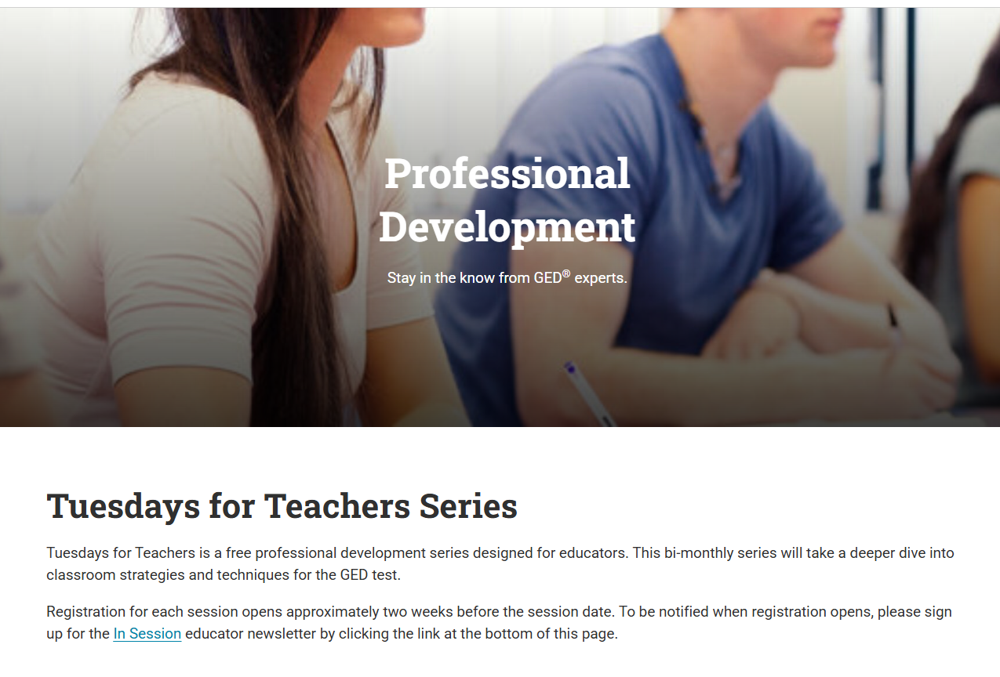 Professional
Development
Stay in the know from GED® experts.
Tuesdays for Teachers Series
Tuesdays for Teachers is a free professional development series designed for educators. This bi-monthly series will take a deeper dive into
classroom strategies and techniques for the GED test.
Registration for each session opens approximately two weeks before the session date. To be notified when registration opens, please sign
up for the In Session educator newsletter by clicking the link at the bottom of this page.